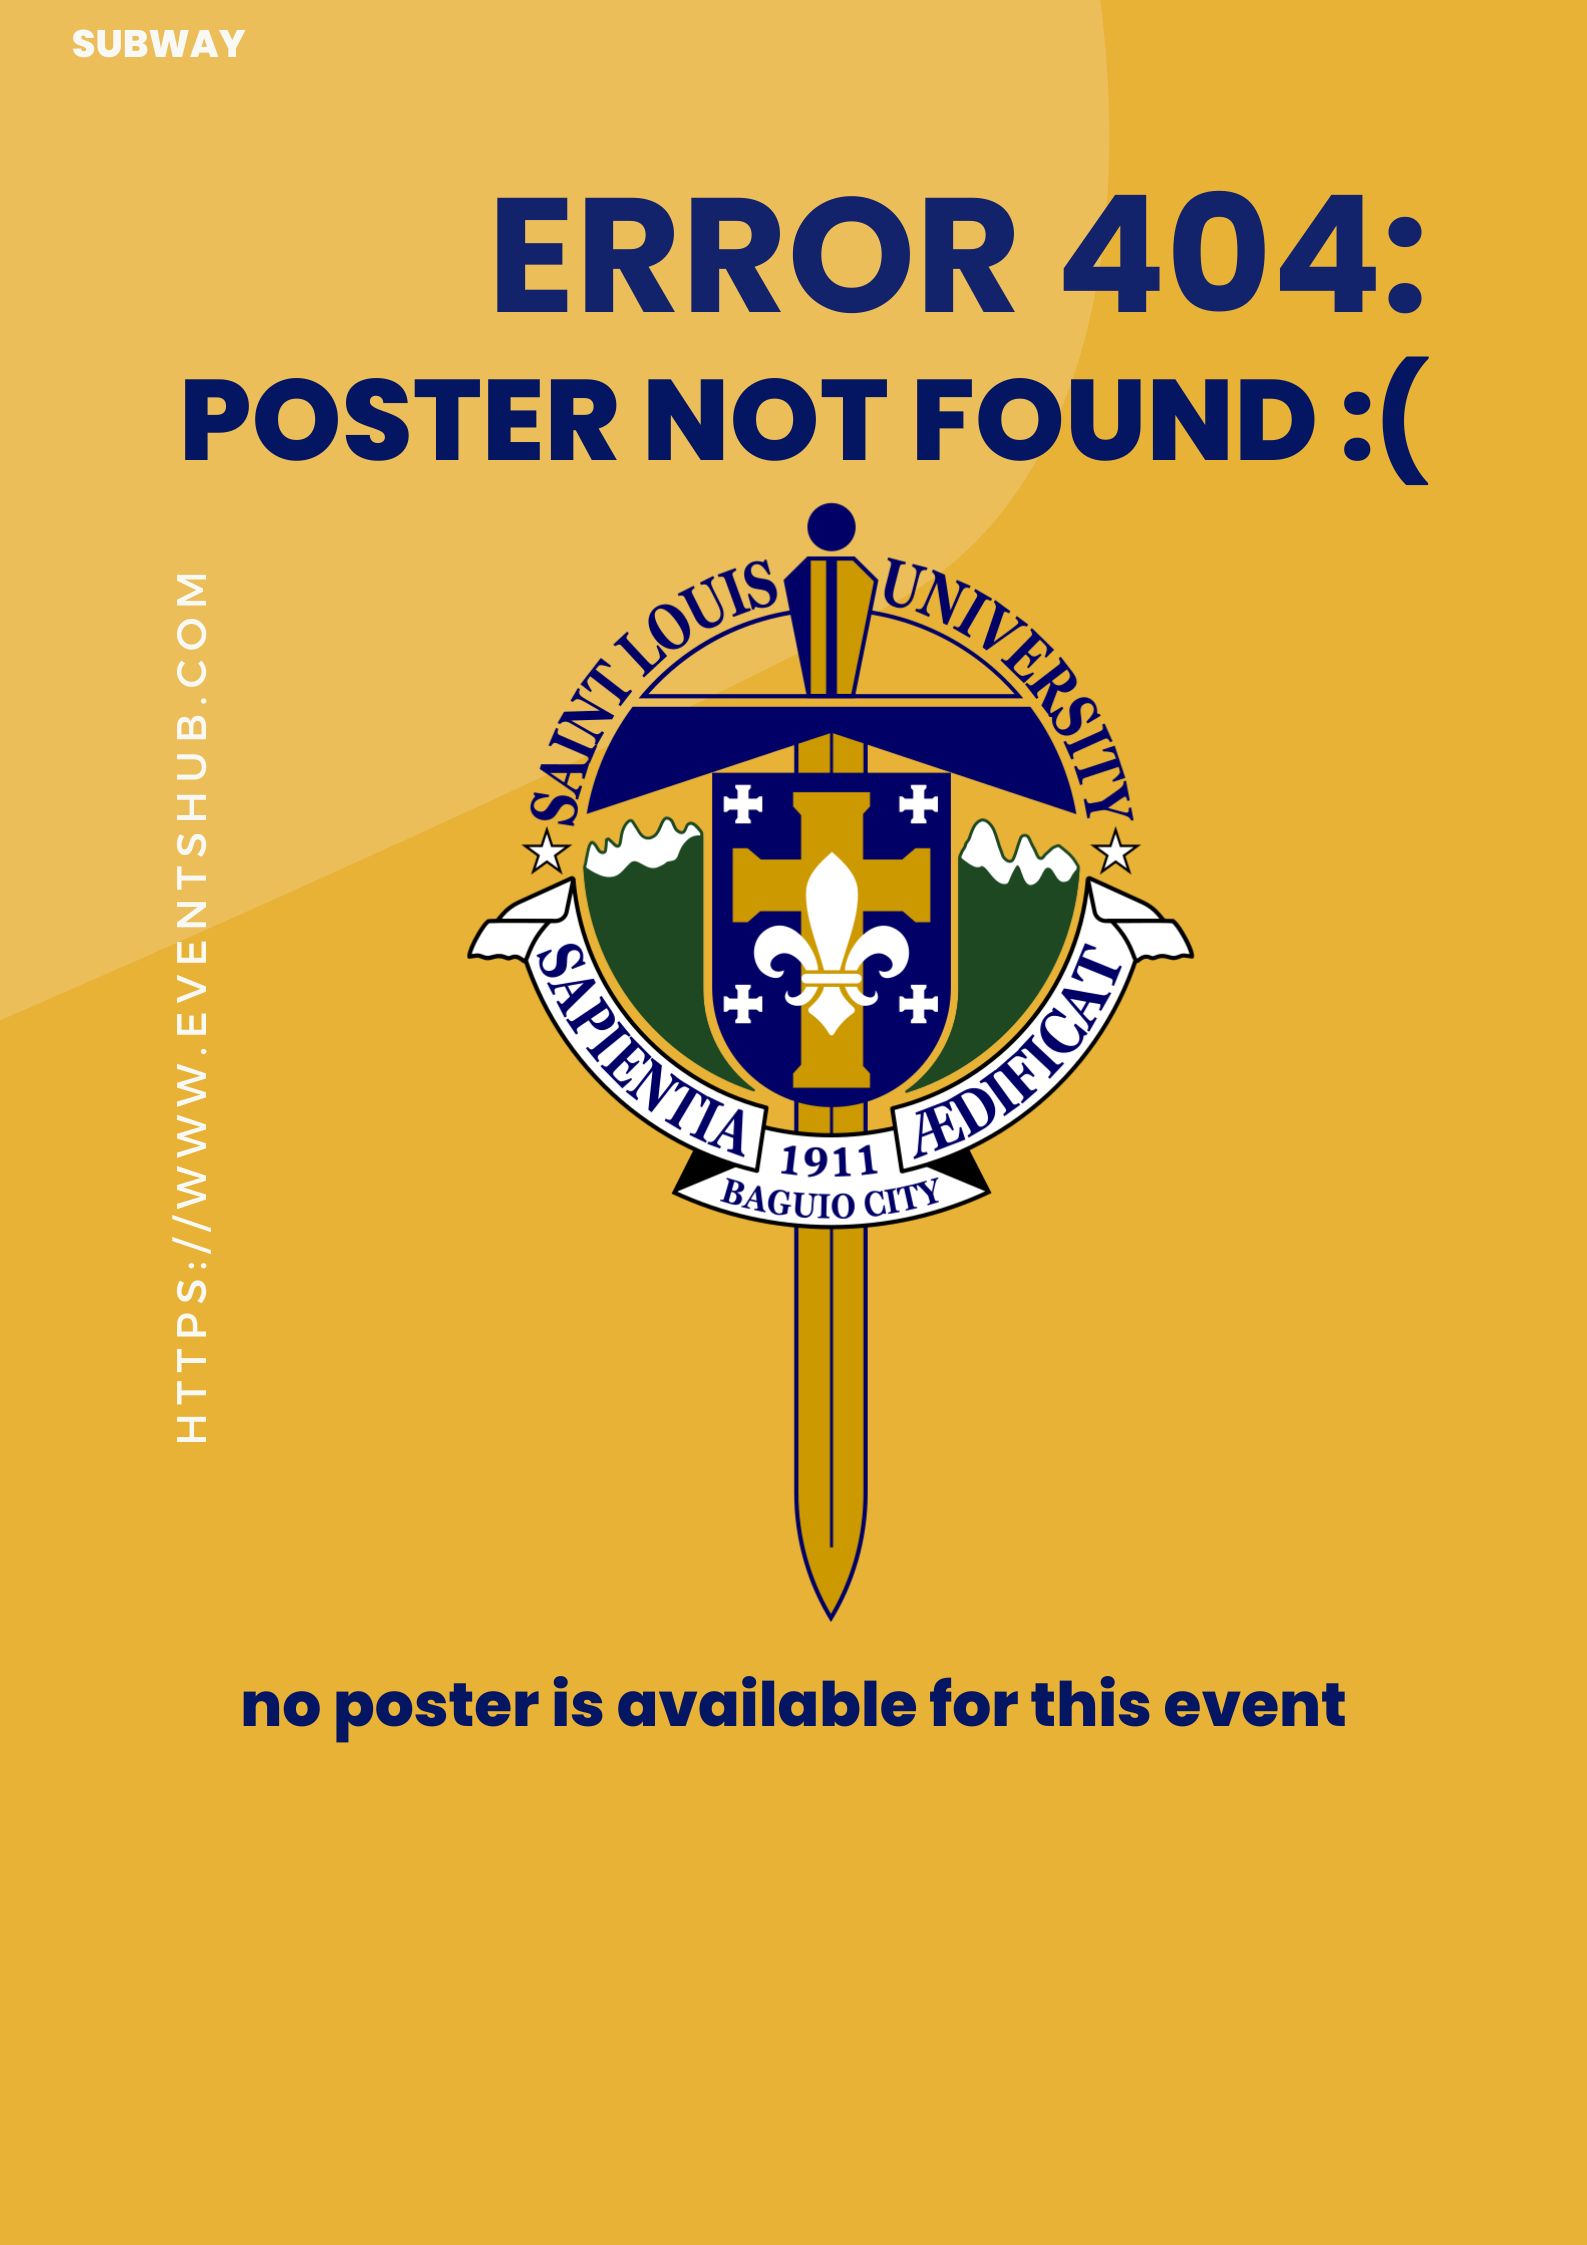 SUBWAY
ERROR 404:
POSTER NOT FOUND :(
HTTPS://WWW.EVENTSHUB.COM
SAINT LOUIS UNIVERSITY
SAPIENTIA ÆDIFICAT
1911
BAGUIO CITY
no poster is available for this event